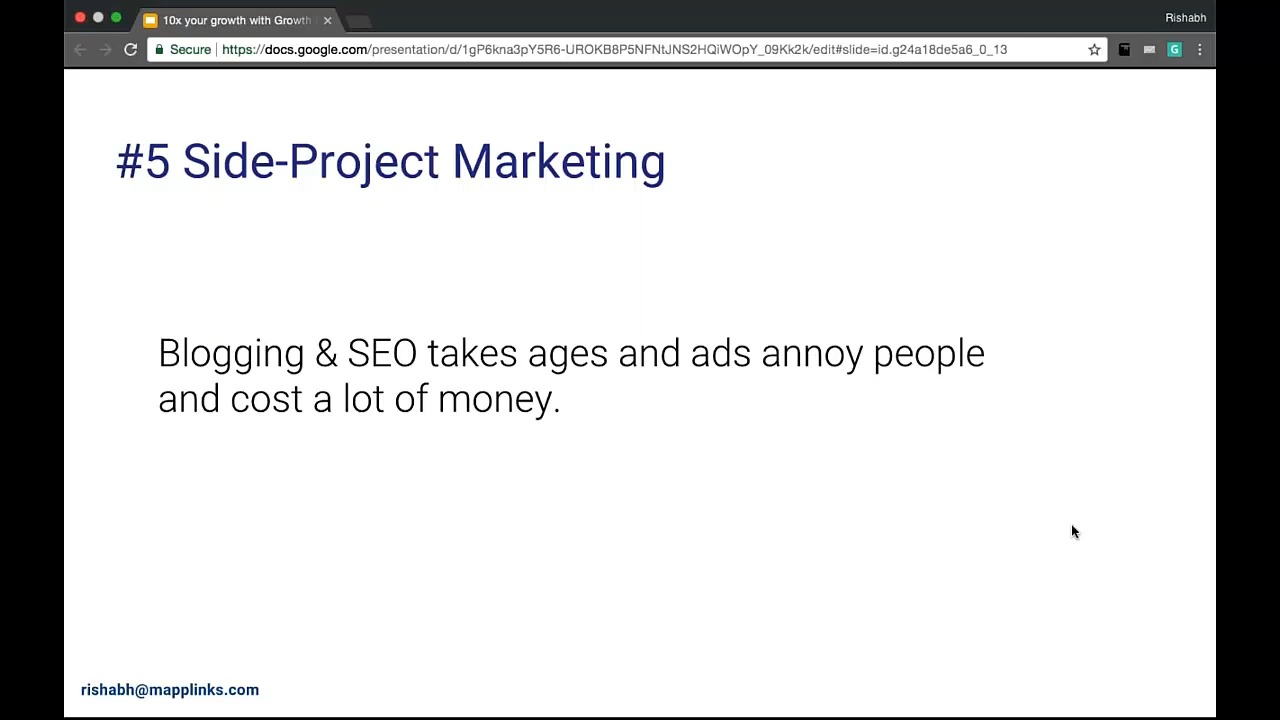 10x your growth with Growth
Rishabh
Secure
https://docs.google.com/presentation/d/1gP6kna3pY5R6-UROKB8P5NFNtJNS2HQiWOpY_09Kk2k/edit#slide=id.g24a18de5a6_0_13
G
#5 Side-Project Marketing
Blogging & SEO takes ages and ads annoy people
and cost a lot of money.
rishabh@mapplinks.com